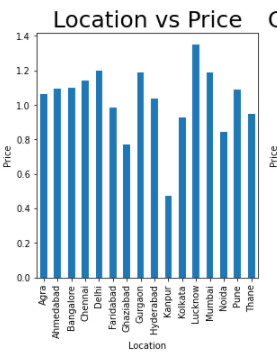 Location vs Price
C
Price
1.4
1.2
1.0
0.8
0.6
0.4
0.2
0.0
Agra
Ahmedabad
Bangalore
Chennai
Delhi
Faridabad
Ghaziabad
Gurgaon
Hyderabad
Kanpur
Kolkata
Lucknow
Mumbai
Noida
Pune
Thane
Location
Price